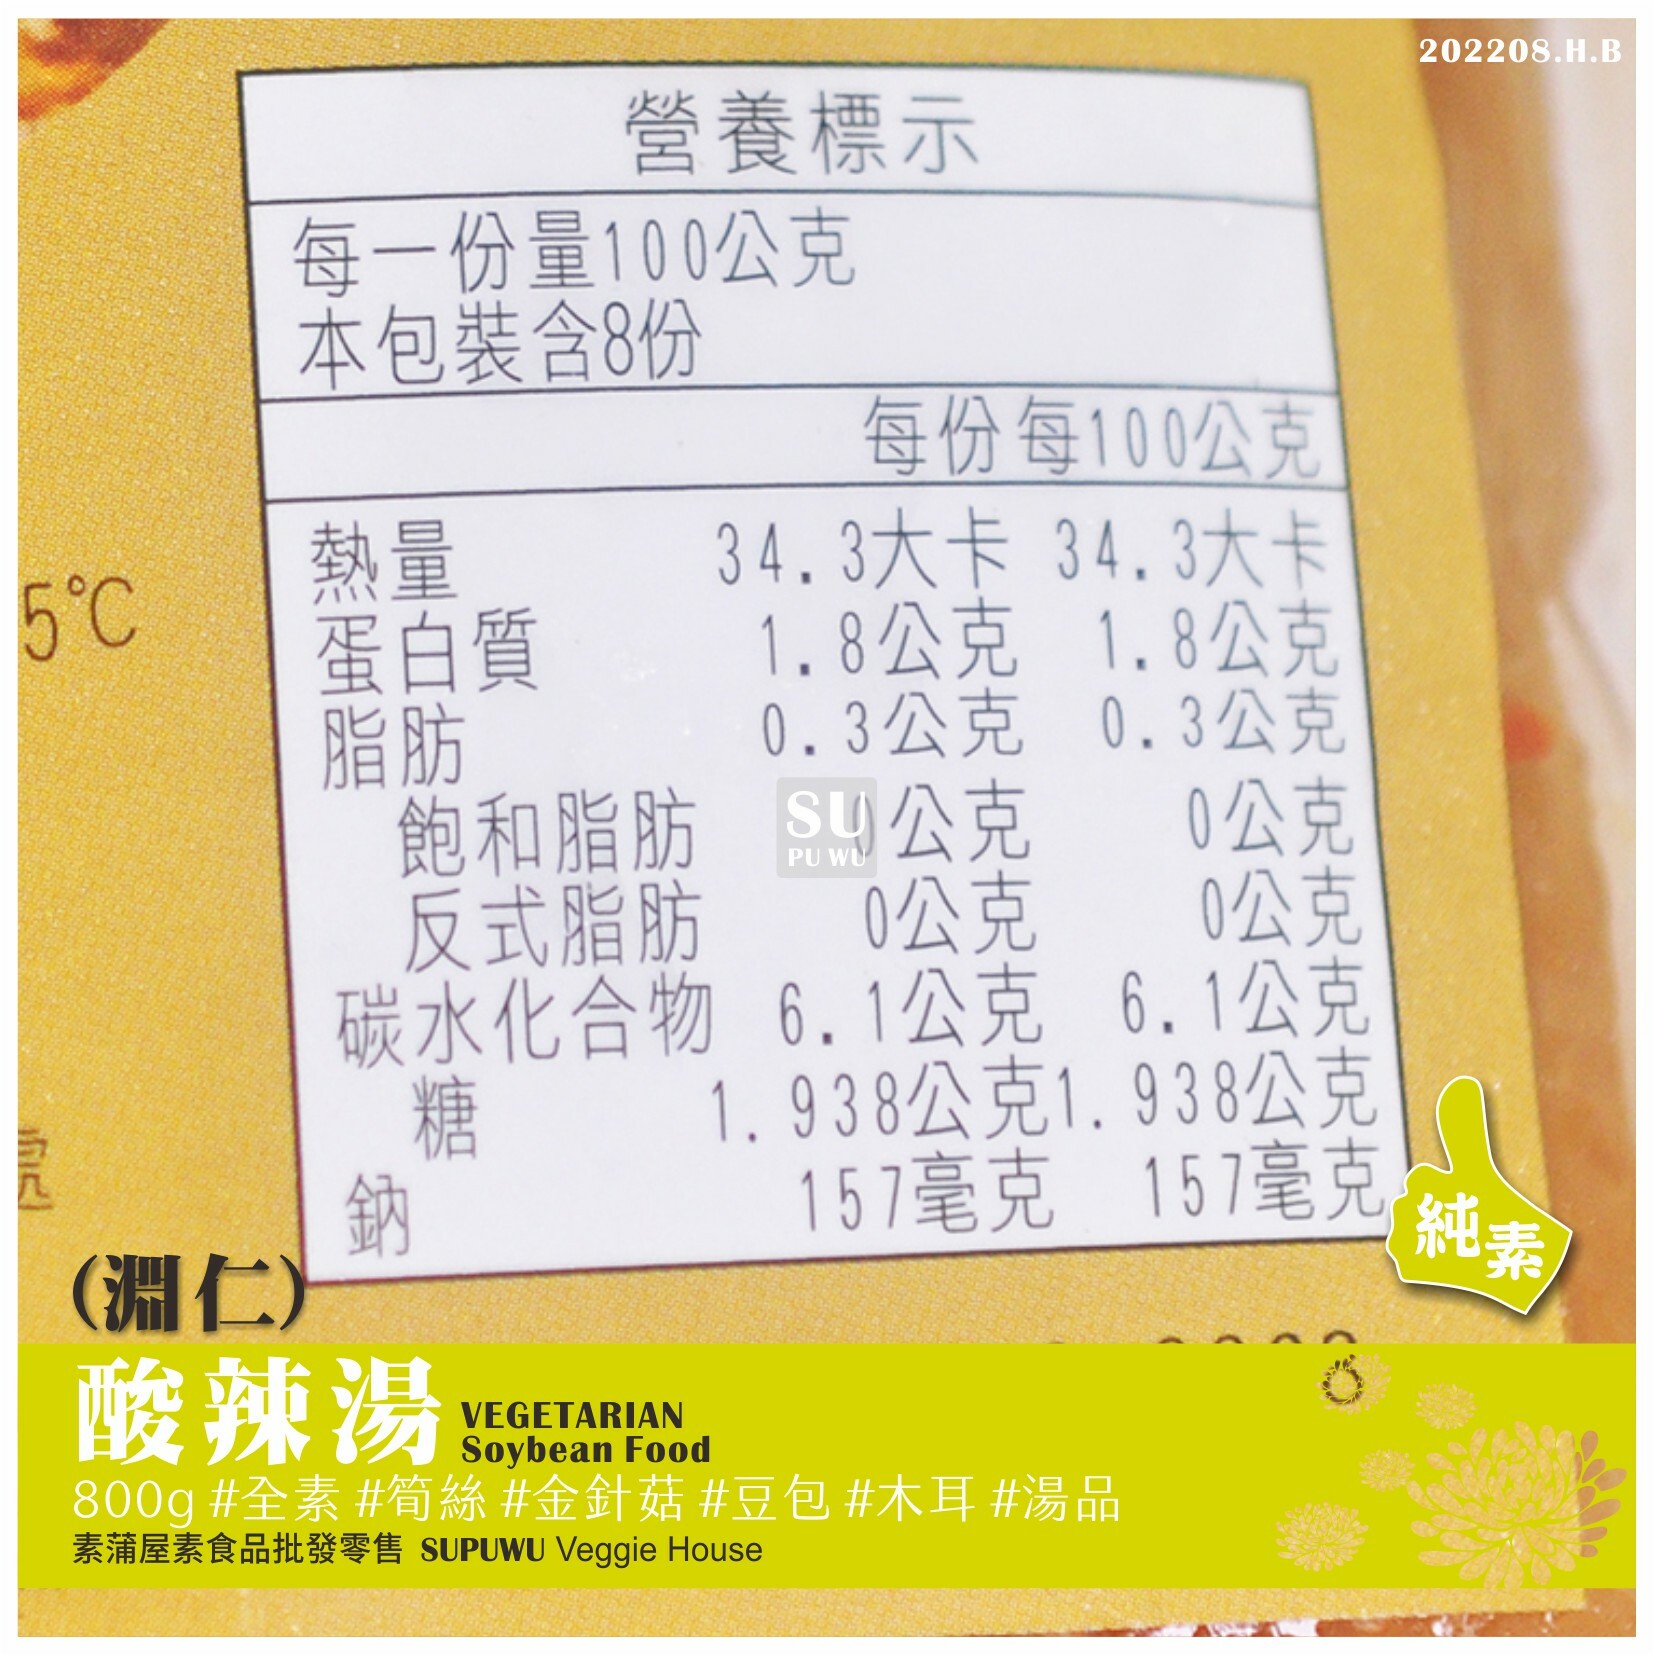 202208.H.B
營養標示
每一份量100公克
本包裝含8份
每份 每100公克
熱量 34.3大卡 34.3大卡
蛋白質 1.8公克 1.8公克
脂肪 0.3公克 0.3公克
飽和脂肪 0公克 0公克
反式脂肪 0公克 0公克
碳水化合物 6.1公克 6.1公克
糖 1.938公克 1.938公克
鈉 157毫克 157毫克
5°C
SU
PU WU
處
純素
(淵仁)
酸辣湯 VEGETARIAN
Soybean Food
800g #全素 #筍絲 #金針菇 #豆包 #木耳 #湯品
素蒲屋素食品批發零售 SUPUWU Veggie House